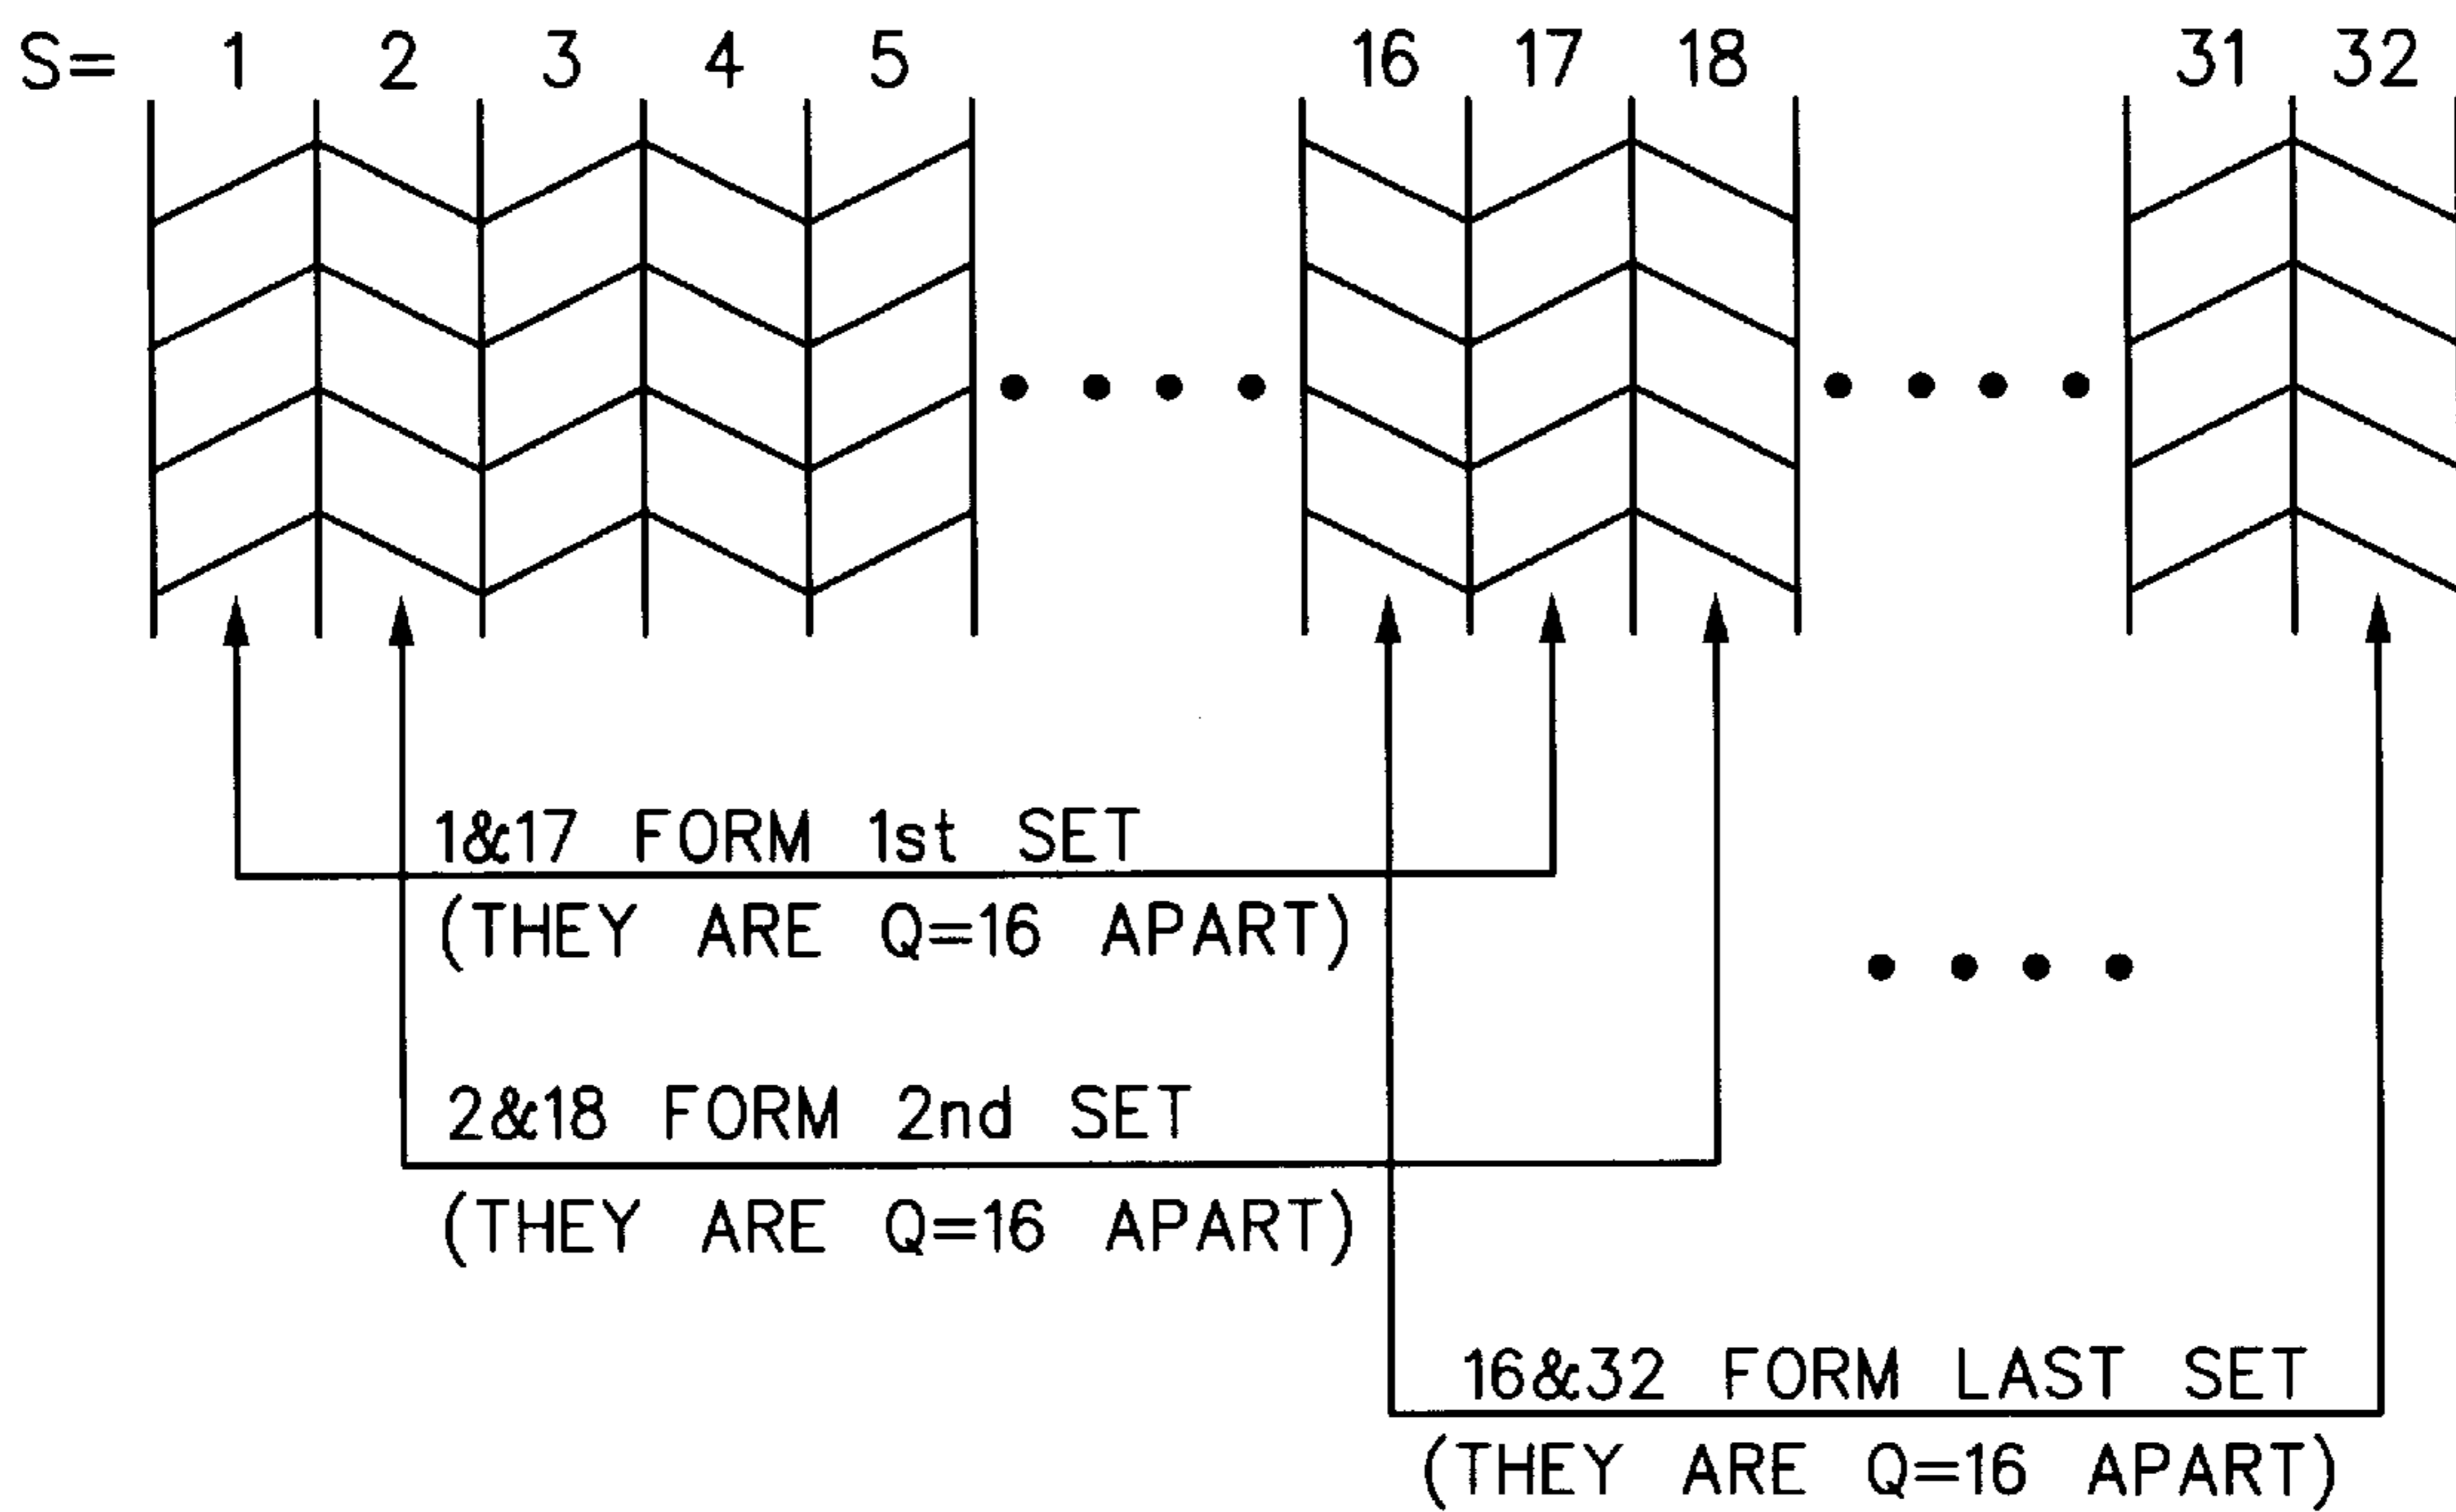 S= 1 2 3 4 5 16 17 18 31 32
1&17 FORM 1st SET
(THEY ARE Q=16 APART)
2&18 FORM 2nd SET
(THEY ARE Q=16 APART)
16&32 FORM LAST SET
(THEY ARE Q=16 APART)